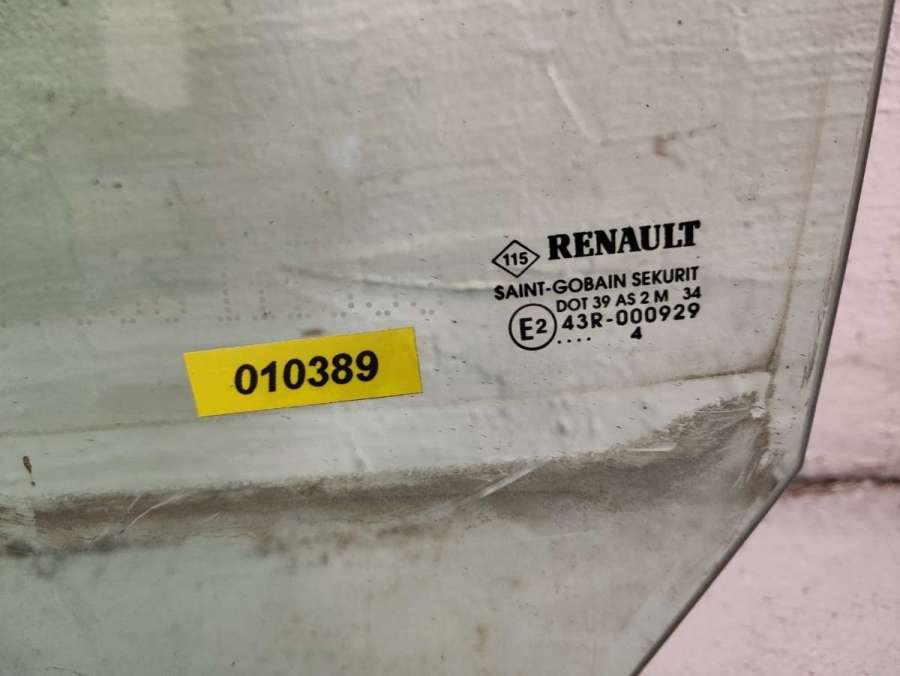 115 RENAULT
SAINT-GOBAIN SEKURIT
DOT 39 AS 2 M 34
E2 43R-000929
.... 4
010389